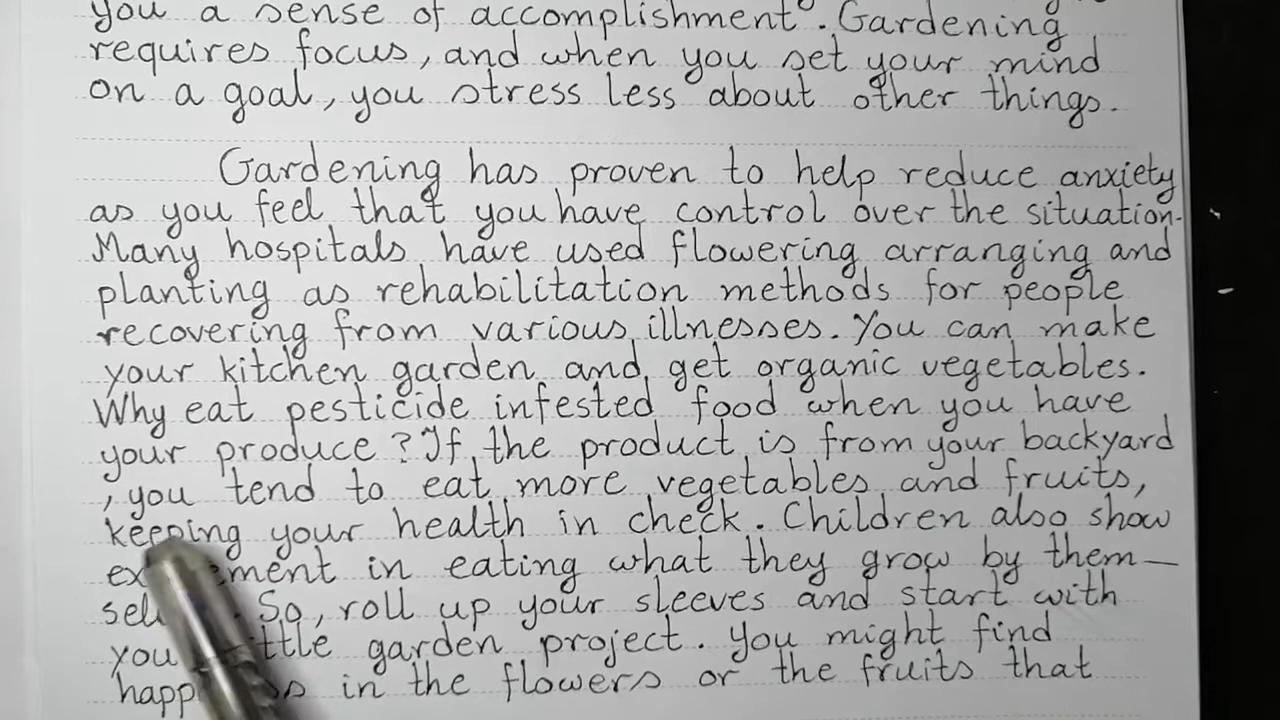 you a sense of accomplishment. Gardening
requires focus, and when you set your mind
on a goal, you stress less about other things.
Gardening has proven to help reduce anxiety
as you feel that you have control over the situation.
Many hospitals have used flowering arranging and
planting as rehabilitation methods for people
recovering from various illnesses. You can make
your kitchen garden and get organic vegetables.
Why eat pesticide infested food when you have
your produce? If the product is from your backyard
, you tend to eat more vegetables and fruits,
keeping your health in check. Children also show
in eating what they grow by them-
So, roll up your sleeves and start with
garden project. You might find
in the flowers or the fruits that